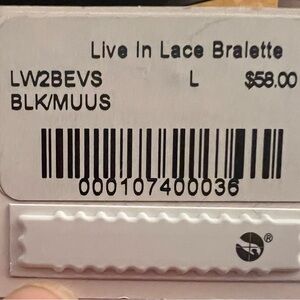 Live In Lace Bralette
LW2BEVS L $58.00
BLK/MUUS
000107400036
®